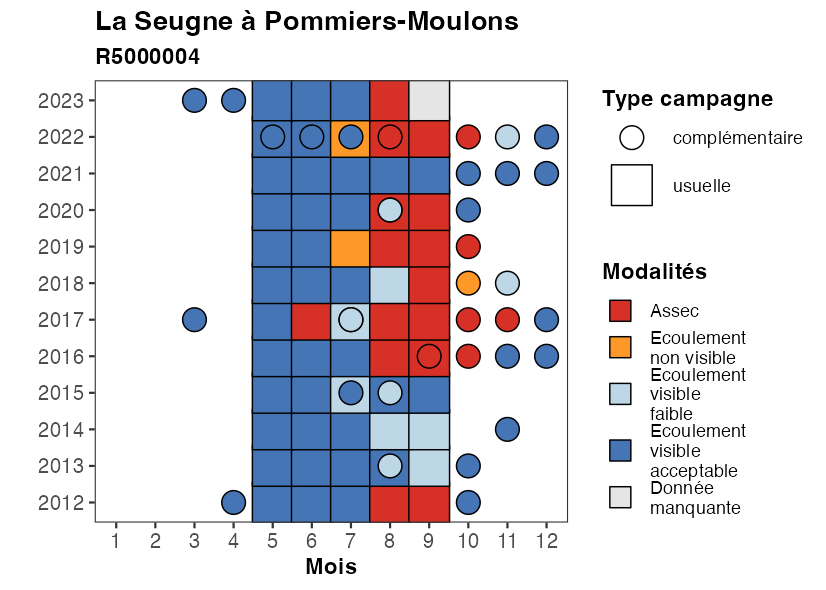 La Seugne à Pommiers-Moulons
R5000004
2023
2022
2021
2020
2019
2018
2017
2016
2015
2014
2013
2012
1 2 3 4 5 6 7 8 9 10 11 12
Mois
Type campagne
complémentaire
usuelle
Modalités
Assec
Ecoulement
non visible
Ecoulement
visible
faible
Ecoulement
visible
acceptable
Donnée
manquante